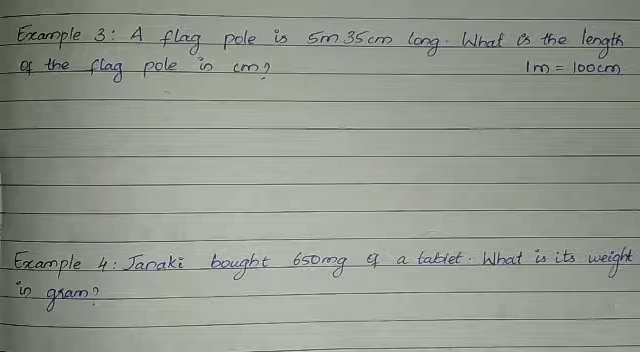 Example 3: A flag pole is 5m 35cm long. What is the length
of the flag pole in cm?
1m = 100cm
Example 4: Janaki bought 650mg of a tablet. What is its weight
in gram?